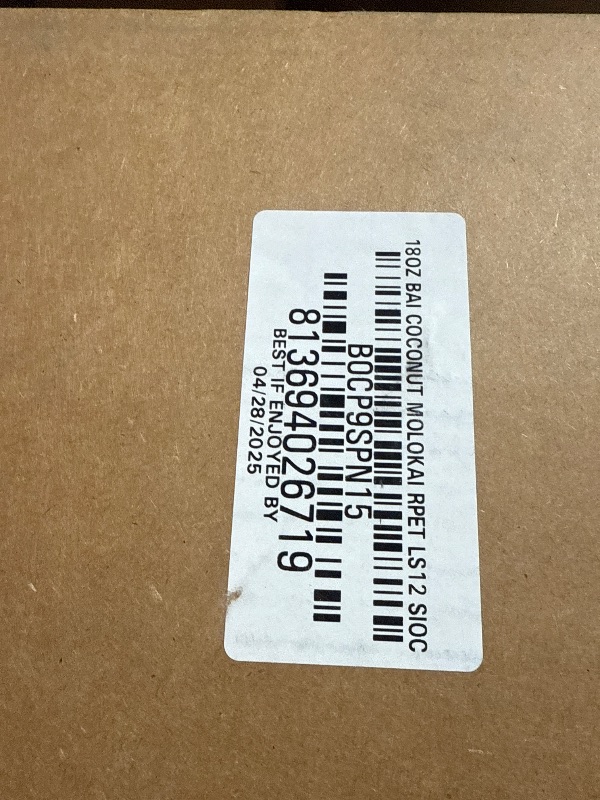 18OZ BAI COCONUT MOLOKAI RPET LS12 SIOC
B0CP9SPN15
813694026719
BEST IF ENJOYED BY
04/28/2025